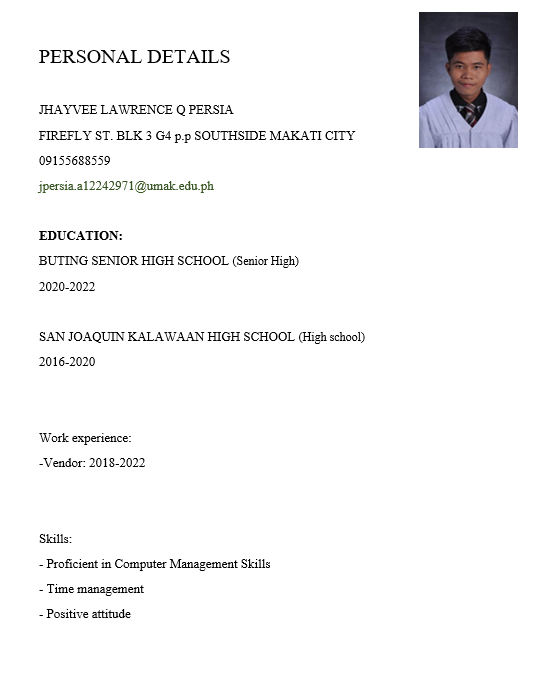 PERSONAL DETAILS
JHAYVEE LAWRENCE Q PERSIA
FIREFLY ST. BLK 3 G4 p.p SOUTHSIDE MAKATI CITY
09155688559
jpersia.a12242971@umak.edu.ph
EDUCATION:
BUTING SENIOR HIGH SCHOOL (Senior High)
2020-2022
SAN JOAQUIN KALAWAAN HIGH SCHOOL (High school)
2016-2020
Work experience:
-Vendor: 2018-2022
Skills:
- Proficient in Computer Management Skills
- Time management
- Positive attitude